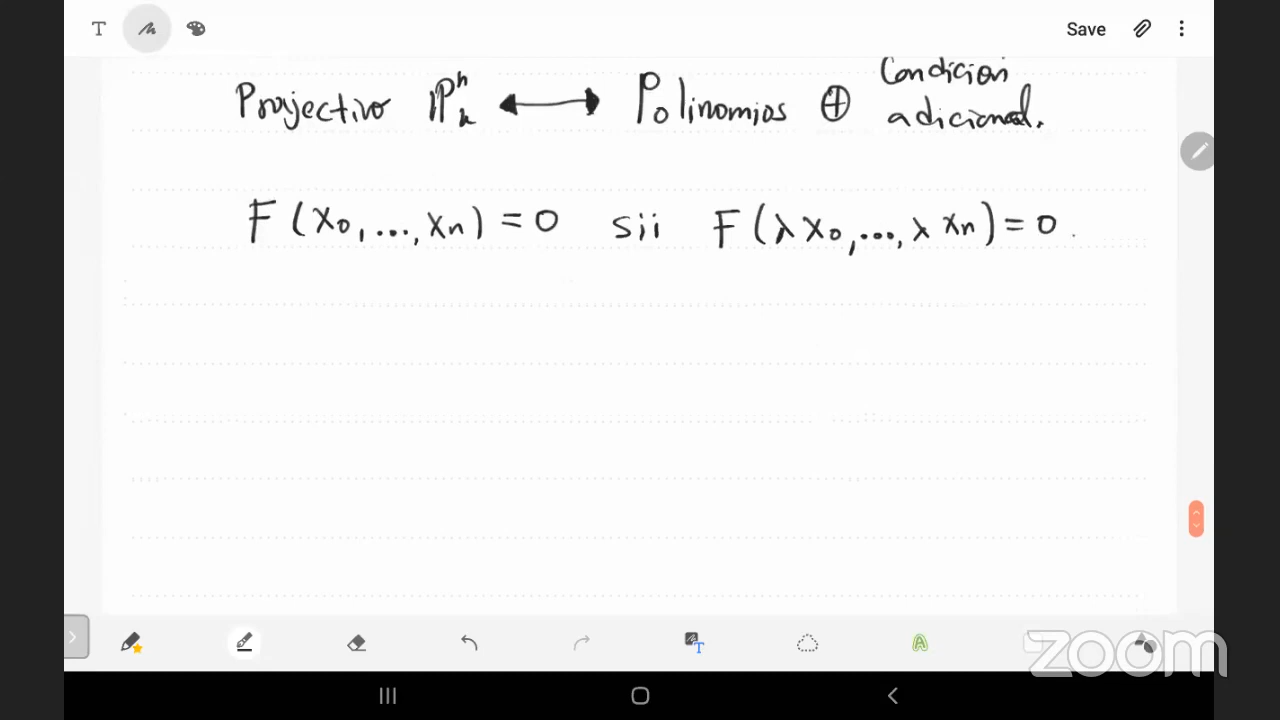 T Save
Condición
Projectivo ℙⁿₖ ⟷ Polinomios ⊕ adicional.
F(x₀, ..., xₙ) = 0 sii F(λx₀, ..., λxₙ) = 0.
zoom